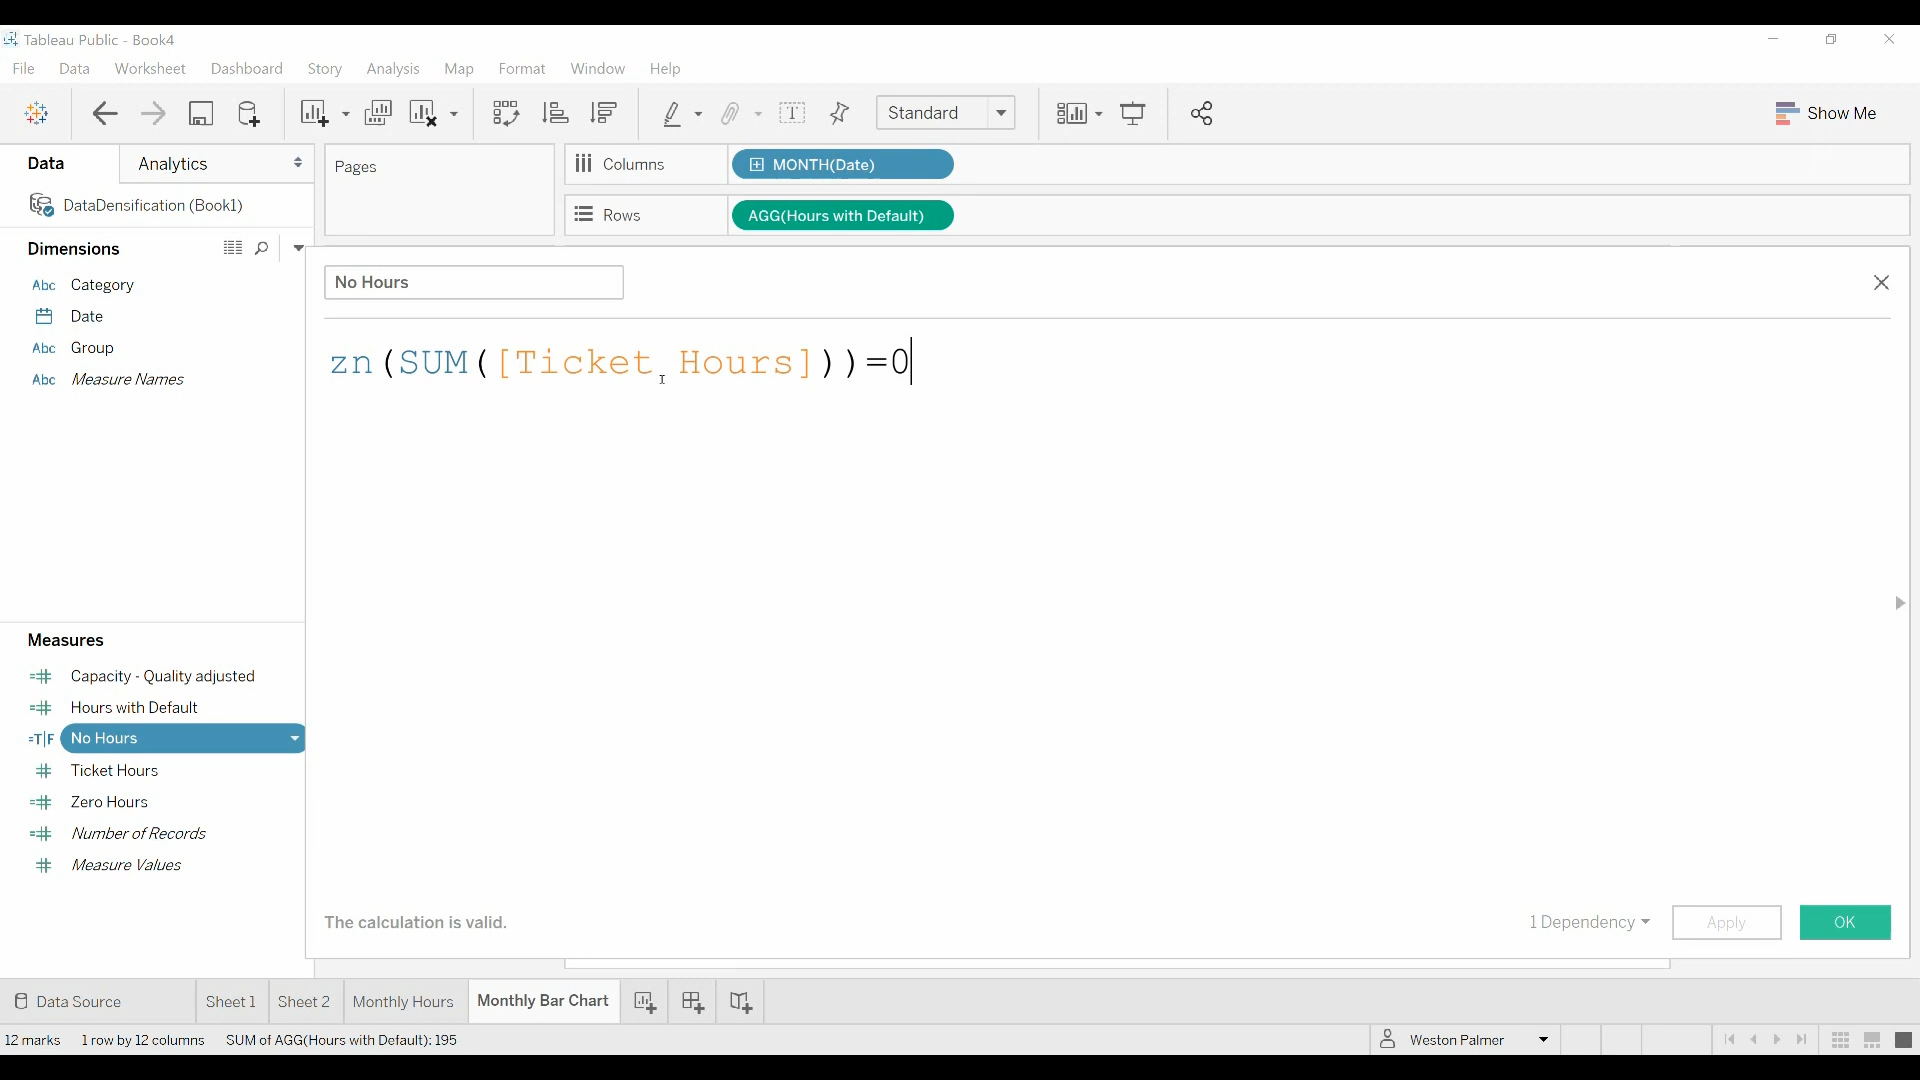 Tableau Public - Book4
File Data Worksheet Dashboard Story Analysis Map Format Window Help
Standard
Show Me
Data Analytics
Pages
Columns
MONTH(Date)
DataDensification (Book1)
Rows
AGG(Hours with Default)
Dimensions
No Hours
Abc Category
Date
Abc Group
Abc Measure Names
zn(SUM([Ticket Hours]))=0
Measures
=# Capacity - Quality adjusted
=# Hours with Default
=T|F No Hours
# Ticket Hours
=# Zero Hours
=# Number of Records
# Measure Values
The calculation is valid.
1 Dependency
Apply
OK
Data Source Sheet 1 Sheet 2 Monthly Hours Monthly Bar Chart
12 marks 1 row by 12 columns SUM of AGG(Hours with Default): 195
Weston Palmer